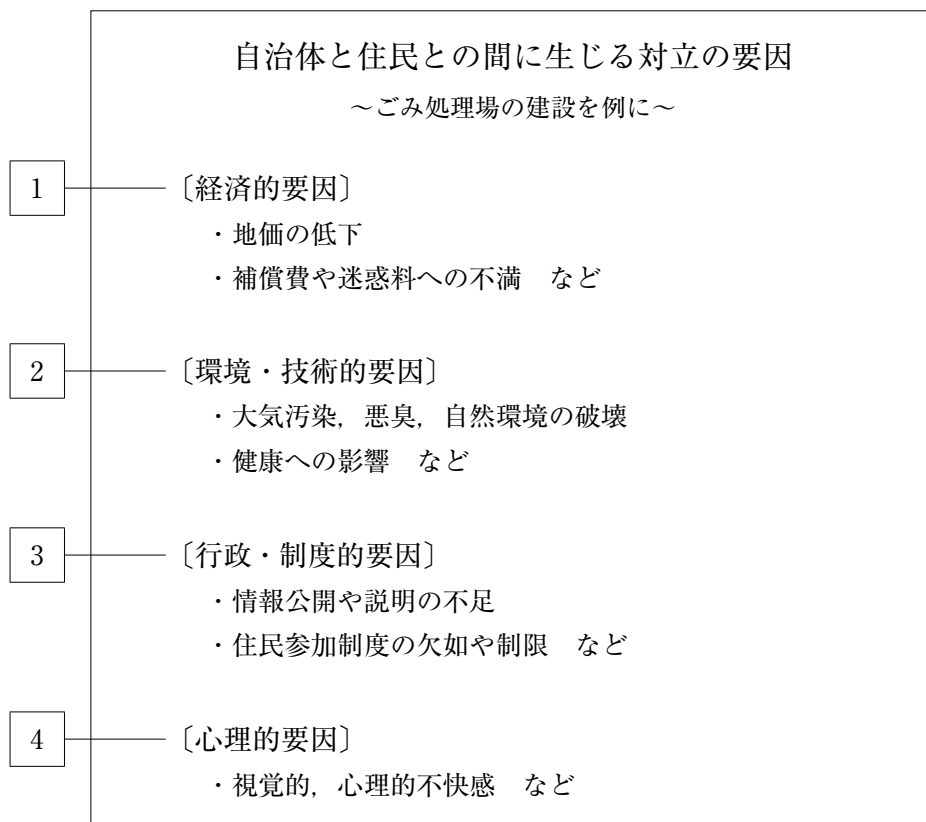 自治体と住民との間に生じる対立の要因
～ごみ処理場の建設を例に～
1
〔経済的要因〕
・地価の低下
・補償費や迷惑料への不満　など
2
〔環境・技術的要因〕
・大気汚染，悪臭，自然環境の破壊
・健康への影響　など
3
〔行政・制度的要因〕
・情報公開や説明の不足
・住民参加制度の欠如や制限　など
4
〔心理的要因〕
・視覚的，心理的不快感　など